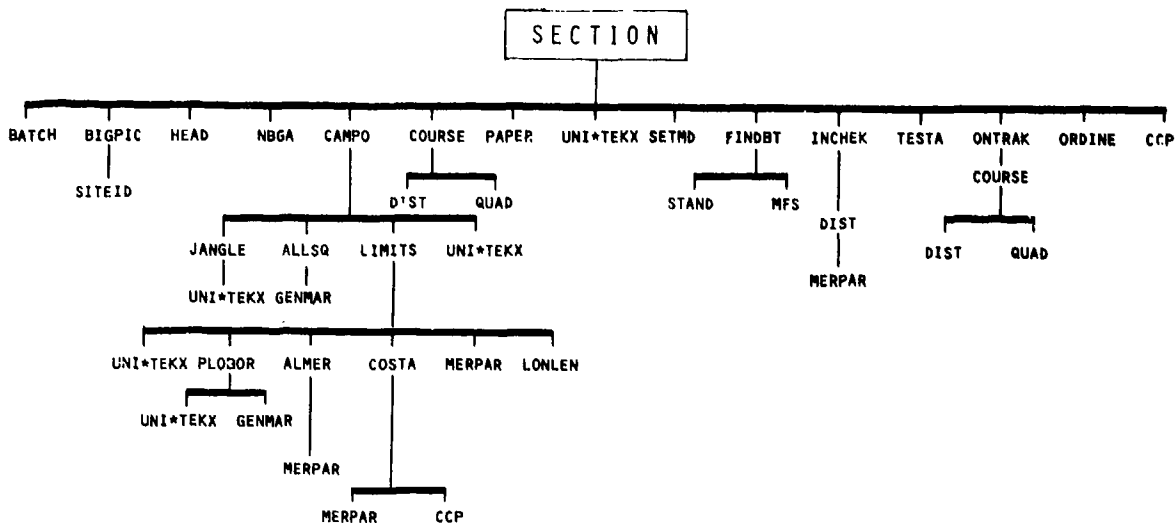 SECTION
BATCH BIGPIC HEAD NBGA CAMPO COURSE PAPER UNI*TEKX SETMD FINDBT INCHEK TESTA ONTRAK ORDINE CCP
SITEID COURSE
DIST QUAD STAND MFS DIST
JANGLE ALLSQ LIMITS UNI*TEKX DIST QUAD
UNI*TEKX GENMAR MERPAR
UNI*TEKX PLOBOR ALMER COSTA MERPAR LONLEN
UNI*TEKX GENMAR
MERPAR
MERPAR CCP